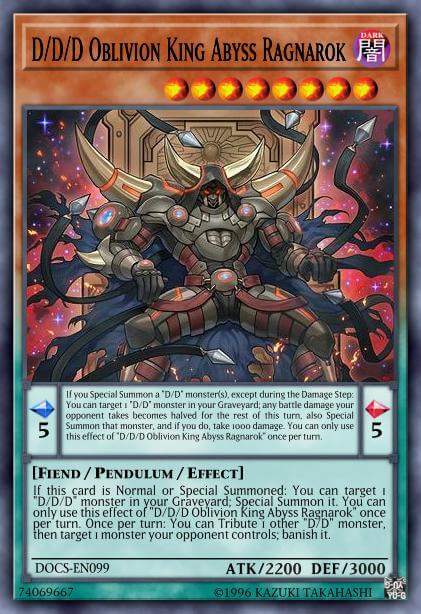 D/D/D Oblivion King Abyss Ragnarok
DARK
闇
If you Special Summon a "D/D" monster(s), except during the Damage Step:
You can target 1 "D/D" monster in your Graveyard; any battle damage your
opponent takes becomes halved for the rest of this turn, also Special
Summon that monster, and if you do, take 1000 damage. You can only use
this effect of "D/D/D Oblivion King Abyss Ragnarok" once per turn.
5
5
[Fiend / Pendulum / Effect]
If this card is Normal or Special Summoned: You can target 1
"D/D/D" monster in your Graveyard; Special Summon it. You can
only use this effect of "D/D/D Oblivion King Abyss Ragnarok" once
per turn. Once per turn: You can Tribute 1 other "D/D" monster,
then target 1 monster your opponent controls; banish it.
DOCS-EN099
ATK/2200 DEF/3000
74069667
©1996 KAZUKI TAKAHASHI